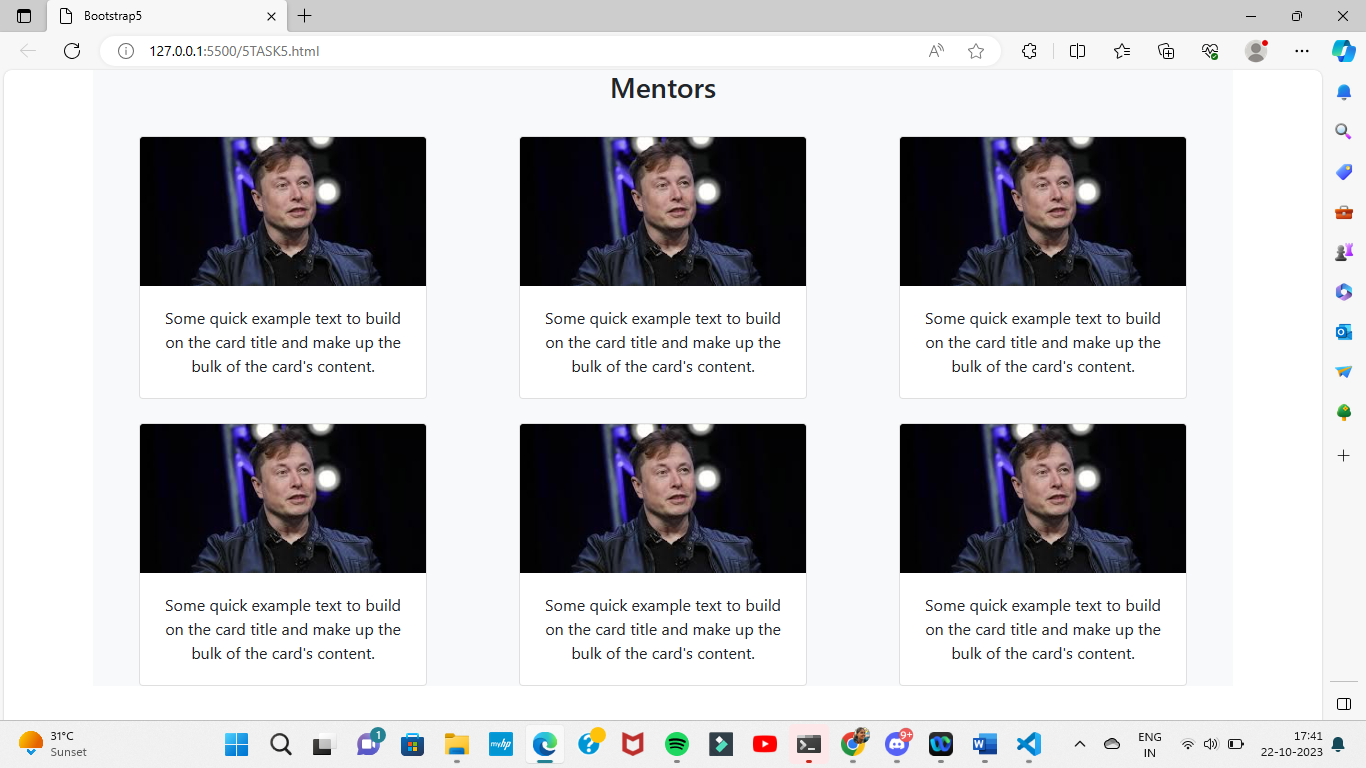 Bootstrap5
127.0.0.1:5500/5TASK5.html
Mentors
Some quick example text to build
on the card title and make up the
bulk of the card's content.
Some quick example text to build
on the card title and make up the
bulk of the card's content.
Some quick example text to build
on the card title and make up the
bulk of the card's content.
Some quick example text to build
on the card title and make up the
bulk of the card's content.
Some quick example text to build
on the card title and make up the
bulk of the card's content.
Some quick example text to build
on the card title and make up the
bulk of the card's content.
31°C
Sunset
1
myhp
9+
ENG
IN
17:41
22-10-2023